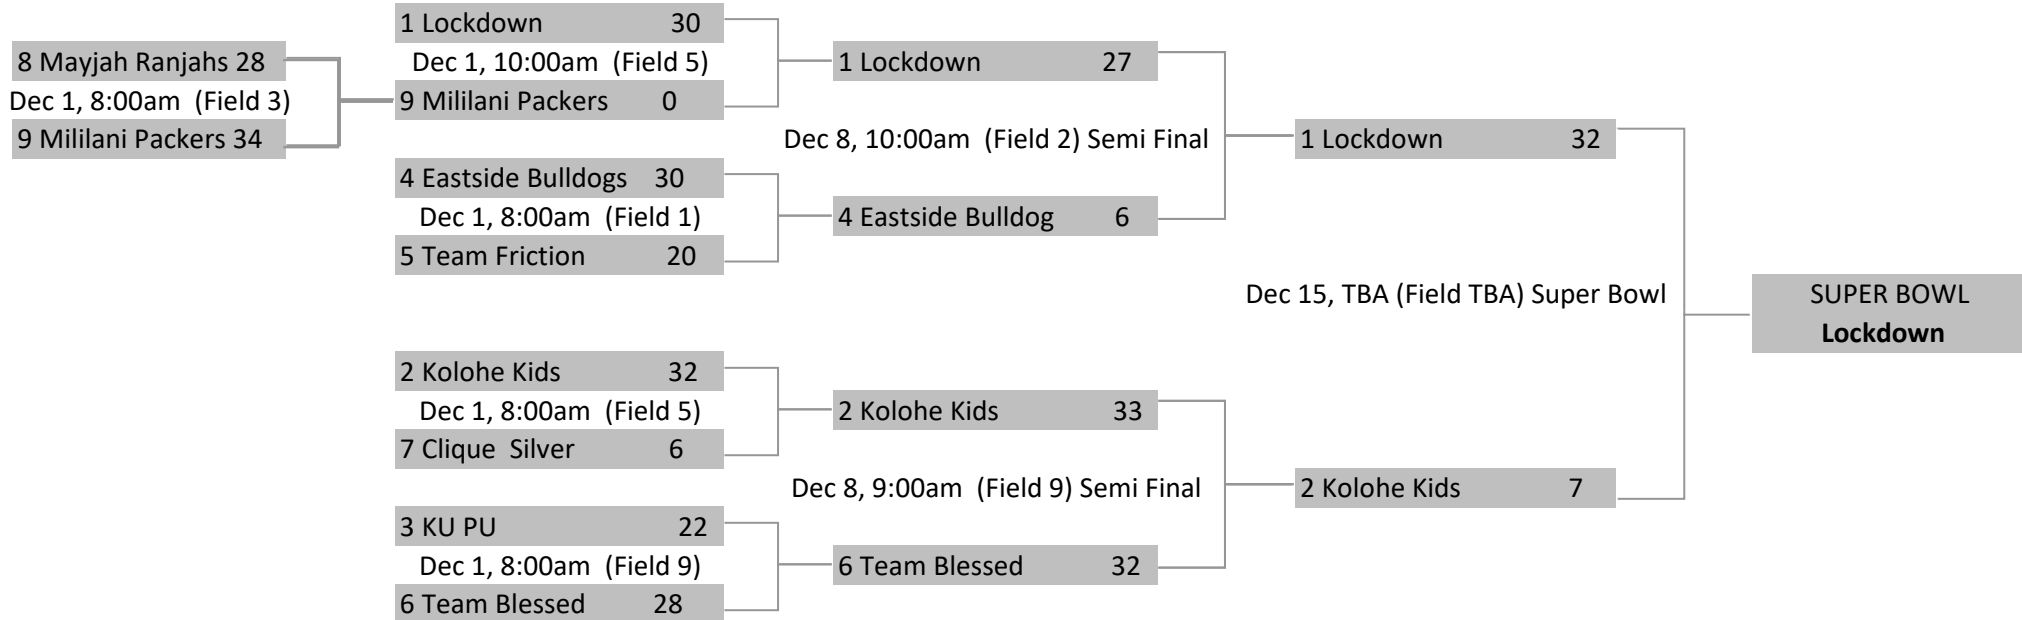 8 Mayjah Ranjahs 28
Dec 1, 8:00am (Field 3)
9 Mililani Packers 34
1 Lockdown 30
Dec 1, 10:00am (Field 5)
9 Mililani Packers 0
4 Eastside Bulldogs 30
Dec 1, 8:00am (Field 1)
5 Team Friction 20
2 Kolohe Kids 32
Dec 1, 8:00am (Field 5)
7 Clique Silver 6
3 KU PU 22
Dec 1, 8:00am (Field 9)
6 Team Blessed 28
1 Lockdown 27
Dec 8, 10:00am (Field 2) Semi Final
4 Eastside Bulldog 6
2 Kolohe Kids 33
Dec 8, 9:00am (Field 9) Semi Final
6 Team Blessed 32
1 Lockdown 32
Dec 15, TBA (Field TBA) Super Bowl
2 Kolohe Kids 7
SUPER BOWL
Lockdown